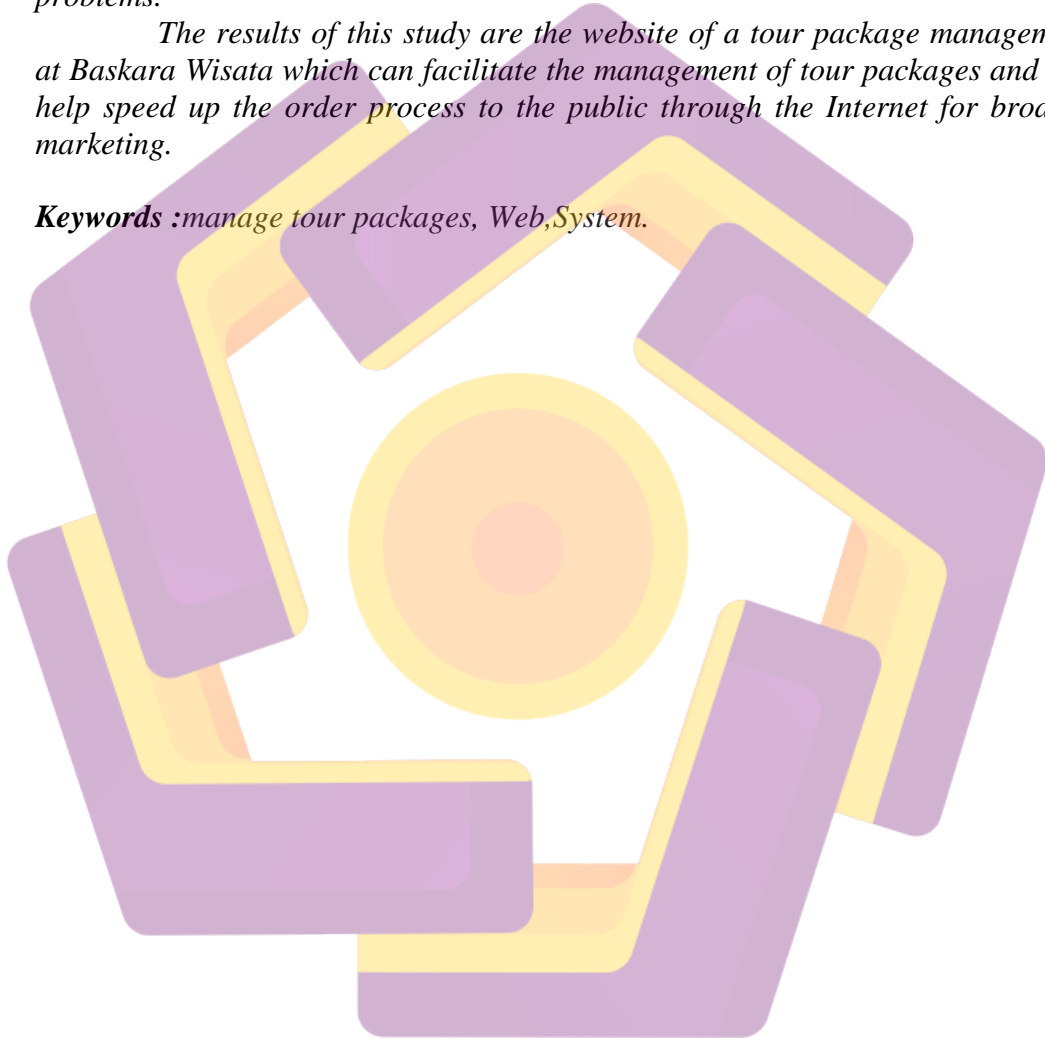 problems.
The results of this study are the website of a tour package managem
at Baskara Wisata which can facilitate the management of tour packages and
help speed up the order process to the public through the Internet for broa
marketing.
Keywords :manage tour packages, Web,System.